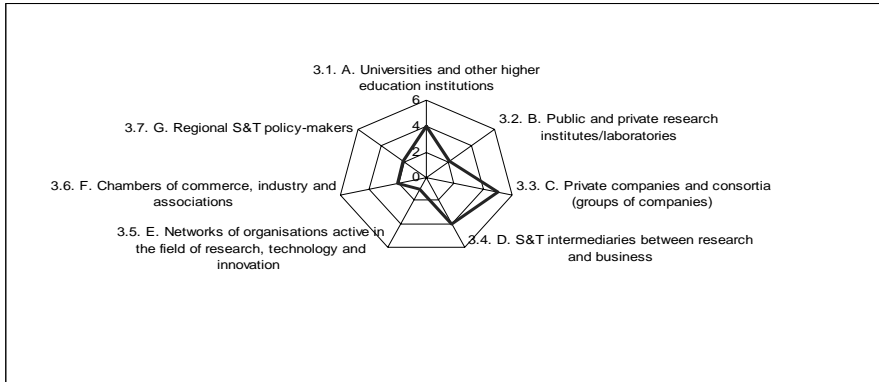 3.1. A. Universities and other higher
education institutions
6
3.7. G. Regional S&T policy-makers
4
3.2. B. Public and private research
institutes/laboratories
2
0
3.6. F. Chambers of commerce, industry and
associations
3.3. C. Private companies and consortia
(groups of companies)
3.5. E. Networks of organisations active in
the field of research, technology and
innovation
3.4. D. S&T intermediaries between research
and business